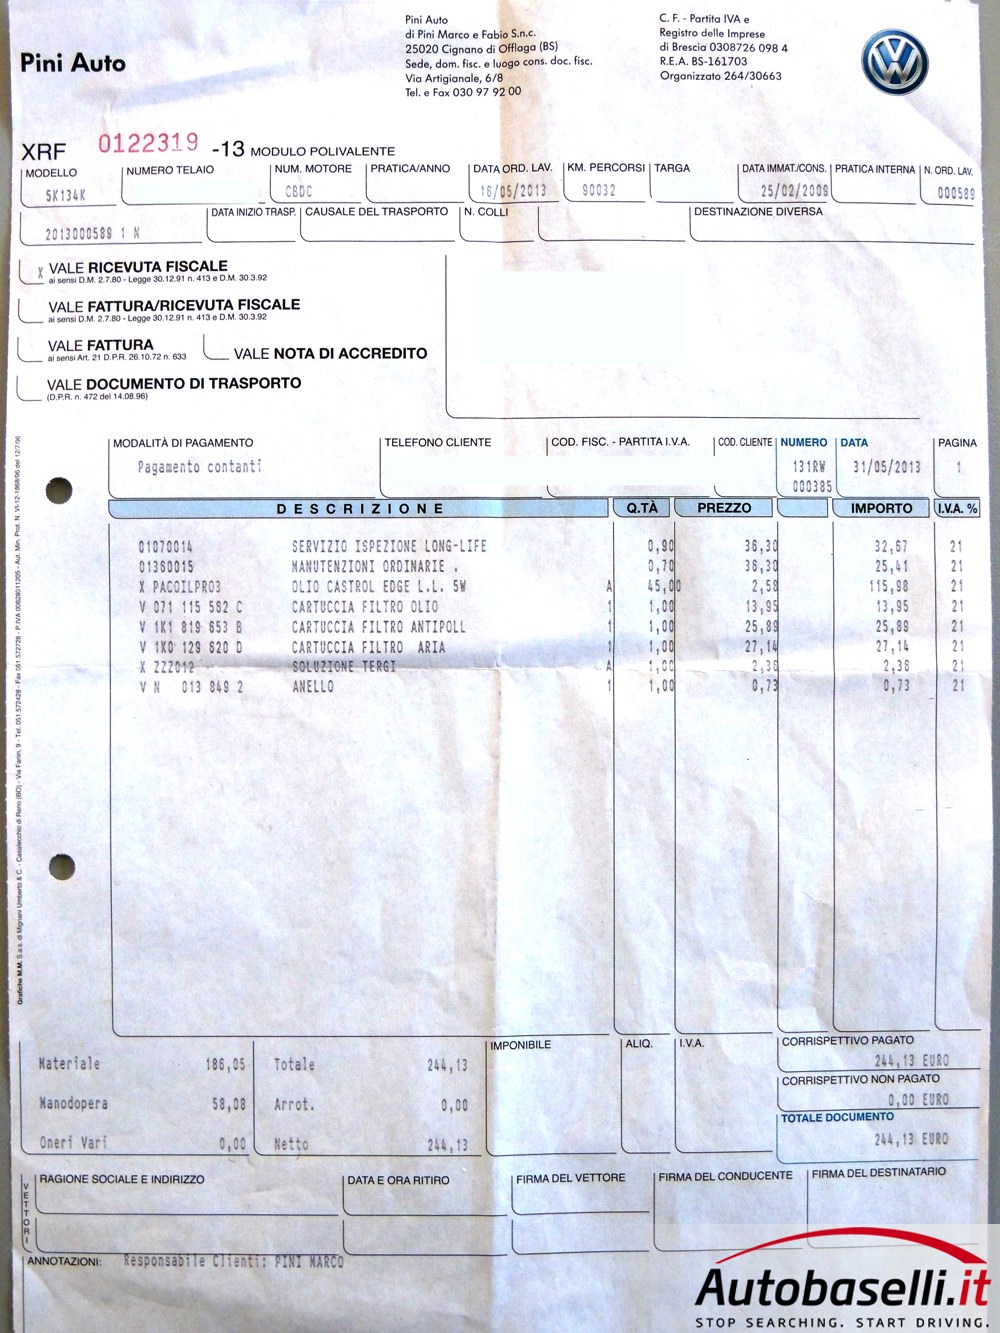 Pini Auto
Pini Auto
di Pini Marco e Fabio S.n.c.
25020 Cignano di Offlaga (BS)
Sede, dom. fisc. e luogo cons. doc. fisc.
Via Artigianale, 6/8
Tel. e Fax 030 97 92 00
C. F. - Partita IVA e
Registro delle Imprese
di Brescia 0308726 098 4
R.E.A. BS-161703
Organizzato 264/30663
XRF 0122319 -13 MODULO POLIVALENTE
MODELLO NUMERO TELAIO NUM. MOTORE PRATICA/ANNO DATA ORD. LAV. KM. PERCORSI TARGA DATA IMMAT./CONS. PRATICA INTERNA N. ORD. LAV.
5K134K CBDC 16/05/2013 90032 25/02/2009 000589
DATA INIZIO TRASP. CAUSALE DEL TRASPORTO N. COLLI DESTINAZIONE DIVERSA
2013000589 1 N
X VALE RICEVUTA FISCALE
ai sensi D.M. 2.7.80 - Legge 30.12.91 n. 413 e D.M. 30.3.92
VALE FATTURA/RICEVUTA FISCALE
ai sensi D.M. 2.7.80 - Legge 30.12.91 n. 413 e D.M. 30.3.92
VALE FATTURA
ai sensi Art. 21 D.P.R. 26.10.72 n. 633
VALE NOTA DI ACCREDITO
VALE DOCUMENTO DI TRASPORTO
(D.P.R. n. 472 del 14.08.96)
MODALITÀ DI PAGAMENTO TELEFONO CLIENTE COD. FISC. - PARTITA I.V.A. COD. CLIENTE NUMERO DATA PAGINA
Pagamento contanti 131RW 31/05/2013 1
000385
DESCRIZIONE Q.TÀ PREZZO IMPORTO I.V.A. %
01070014 SERVIZIO ISPEZIONE LONG-LIFE 0,90 36,30 32,67 21
01360015 MANUTENZIONI ORDINARIE . 0,70 36,30 25,41 21
X PACOILPRO3 OLIO CASTROL EDGE L.L. 5W A 45,00 2,58 115,98 21
V 071 115 562 C CARTUCCIA FILTRO OLIO 1 1,00 13,95 13,95 21
V 1K1 819 653 B CARTUCCIA FILTRO ANTIPOLL 1 1,00 25,89 25,89 21
V 1K0 129 620 D CARTUCCIA FILTRO ARIA 1 1,00 27,14 27,14 21
X ZZZ012 SOLUZIONE TERGI A 1,00 2,36 2,36 21
V N 013 849 2 ANELLO 1 1,00 0,73 0,73 21
Materiale 186,05 Totale 244,13 IMPONIBILE ALIQ. I.V.A. CORRISPETTIVO PAGATO
244,13 EURO
CORRISPETTIVO NON PAGATO
Manodopera 58,08 Arrot. 0,00 0,00 EURO
TOTALE DOCUMENTO
Oneri Vari 0,00 Netto 244,13 244,13 EURO
VETTORI
RAGIONE SOCIALE E INDIRIZZO DATA E ORA RITIRO FIRMA DEL VETTORE FIRMA DEL CONDUCENTE FIRMA DEL DESTINATARIO
ANNOTAZIONI: Responsabile Clienti: PINI MARCO
Autobaselli.it
STOP SEARCHING. START DRIVING.